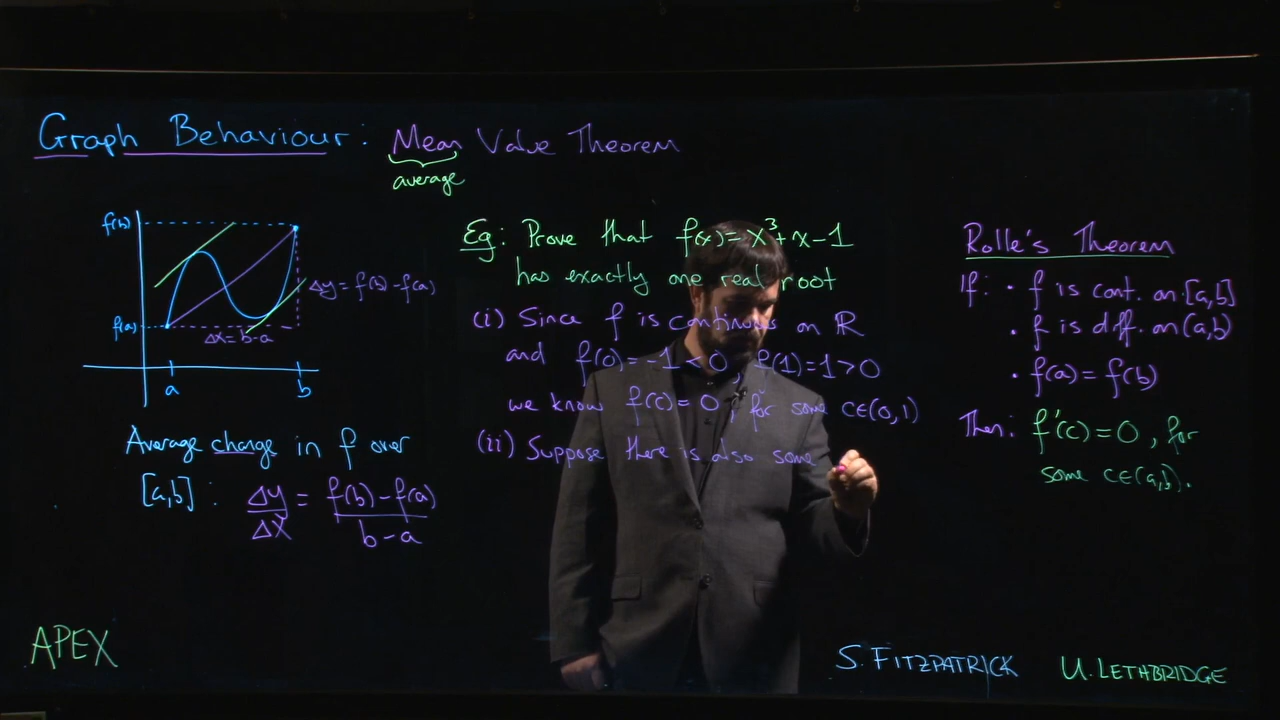 Graph Behaviour: Mean Value Theorem
average
f(b)
f(a)
a
b
Δy = f(b) - f(a)
Δx = b-a
Average change in f over
[a,b] : Δy/Δx = f(b) - f(a)/b - a
Eg: Prove that f(x) = x³ + x - 1
has exactly one real root
(i) Since f is continuous on ℝ
and f(0) = -1 < 0, f(1) = 1 > 0
we know f(c) = 0, for some c∈(0,1)
(ii) Suppose there is also some
Rolle's Theorem
If: · f is cont. on [a,b]
· f is diff. on (a,b)
· f(a) = f(b)
Then: f'(c) = 0, for
some c∈(a,b).
APEX
S. FITZPATRICK
U. LETHBRIDGE